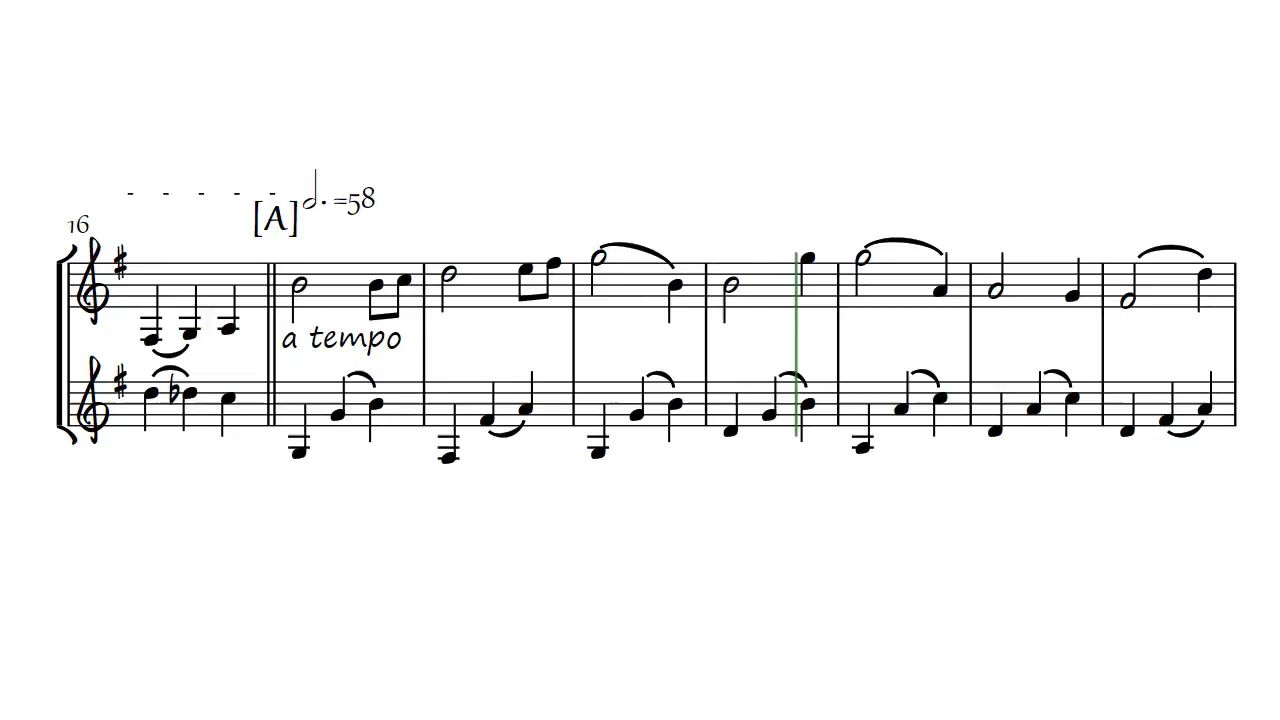 - - - - -
[A] 𝅗𝅥. =58
16
a tempo